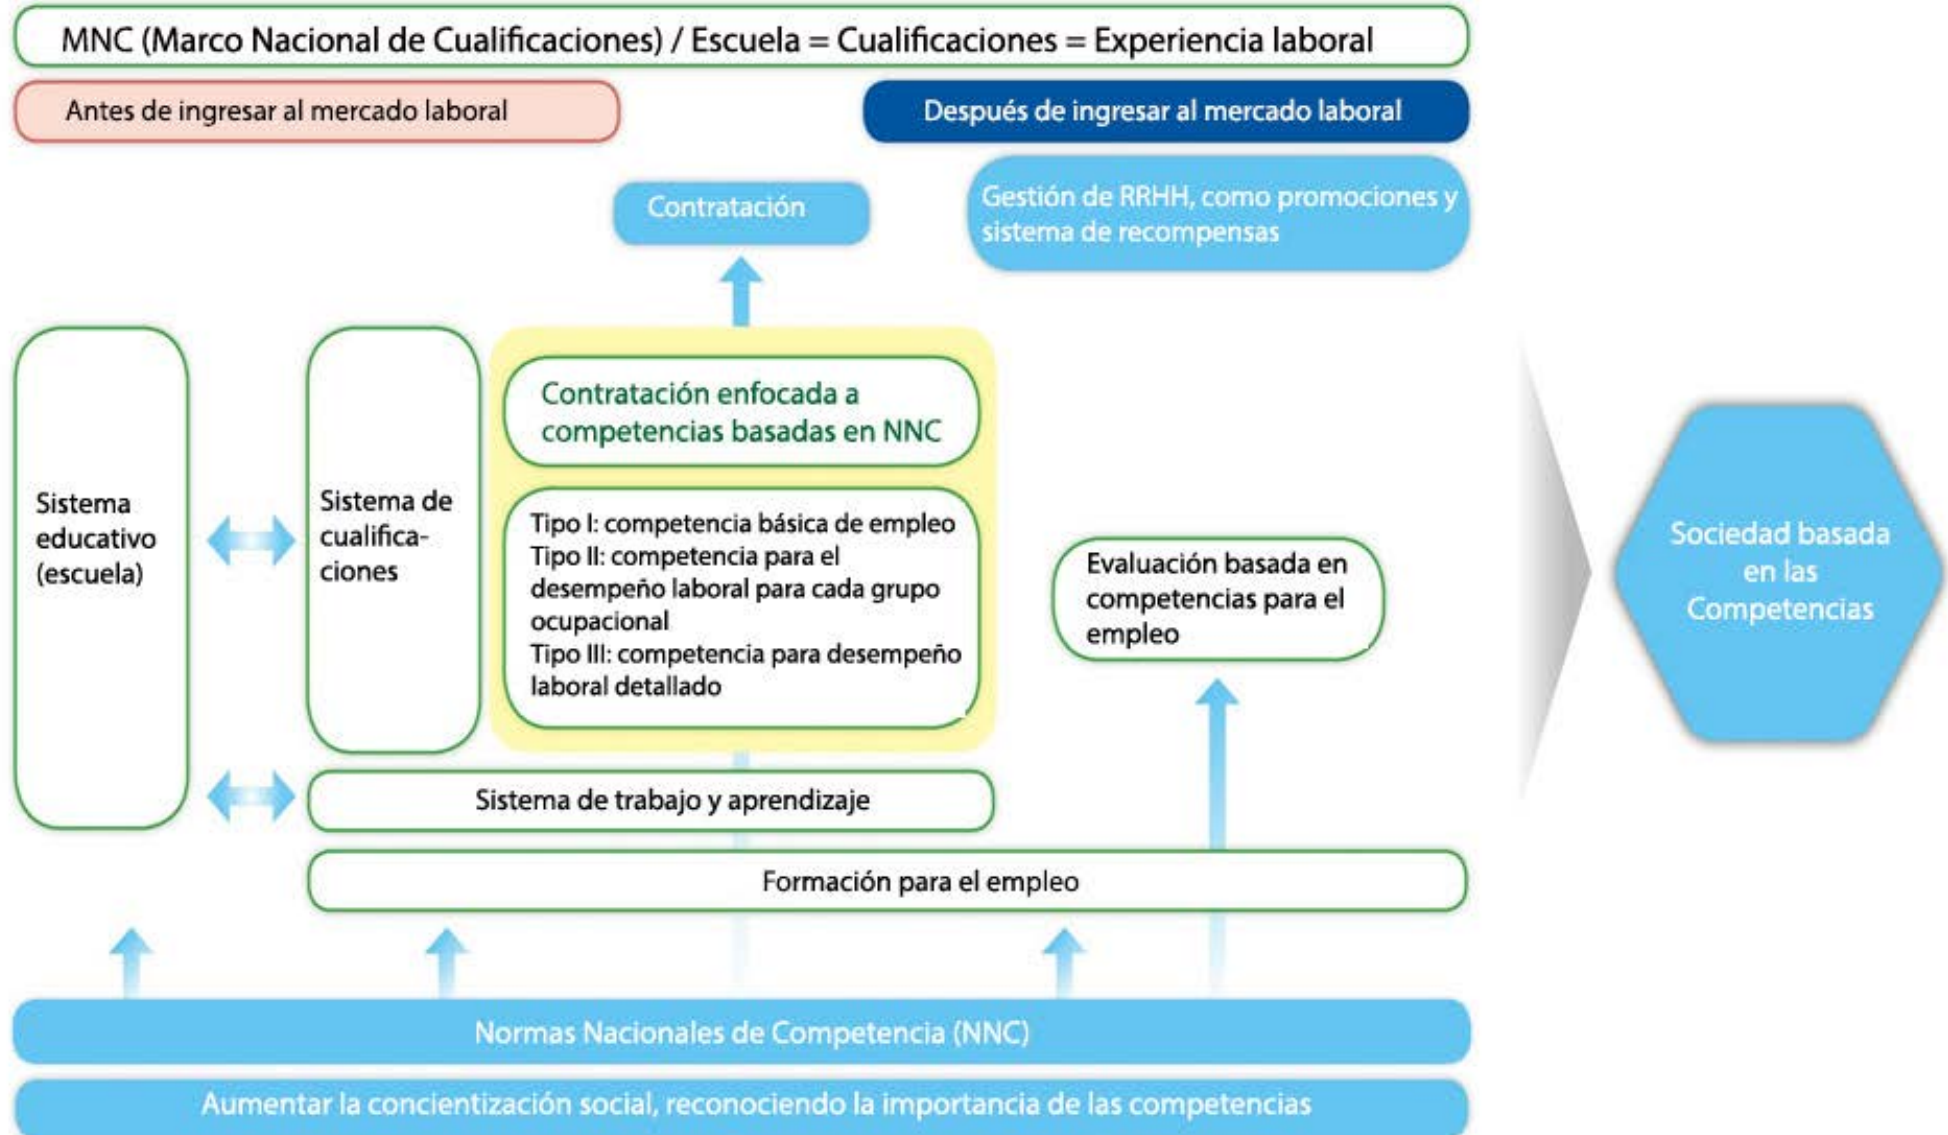 MNC (Marco Nacional de Cualificaciones) / Escuela = Cualificaciones = Experiencia laboral
Antes de ingresar al mercado laboral
Después de ingresar al mercado laboral
Contratación
Gestión de RRHH, como promociones y
sistema de recompensas
Sistema
educativo
(escuela)
Sistema de
cualifica-
ciones
Contratación enfocada a
competencias basadas en NNC
Tipo I: competencia básica de empleo
Tipo II: competencia para el
desempeño laboral para cada grupo
ocupacional
Tipo III: competencia para desempeño
laboral detallado
Evaluación basada en
competencias para el
empleo
Sociedad basada
en las
Competencias
Sistema de trabajo y aprendizaje
Formación para el empleo
Normas Nacionales de Competencia (NNC)
Aumentar la concientización social, reconociendo la importancia de las competencias